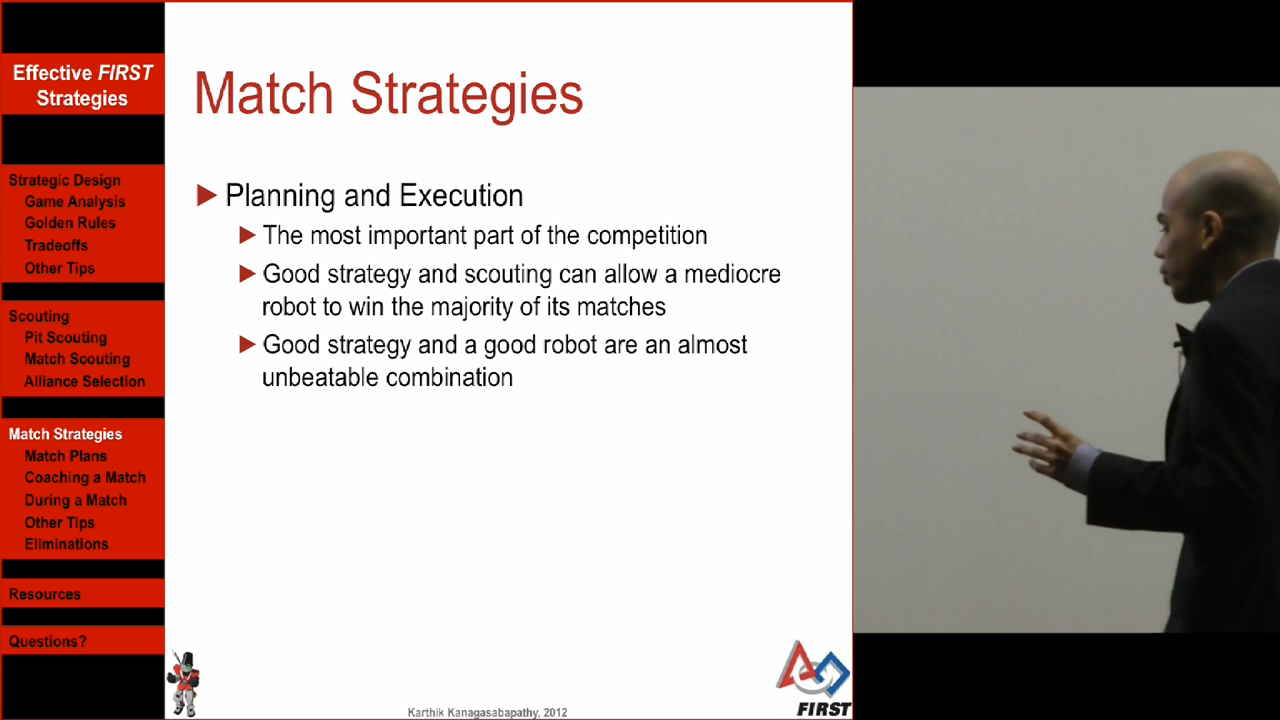 Effective FIRST
Strategies
Strategic Design
Game Analysis
Golden Rules
Tradeoffs
Other Tips
Scouting
Pit Scouting
Match Scouting
Alliance Selection
Match Strategies
Match Plans
Coaching a Match
During a Match
Other Tips
Eliminations
Resources
Questions?
Match Strategies
Planning and Execution
The most important part of the competition
Good strategy and scouting can allow a mediocre
robot to win the majority of its matches
Good strategy and a good robot are an almost
unbeatable combination
Karthik Kanagasabapathy, 2012
FIRST